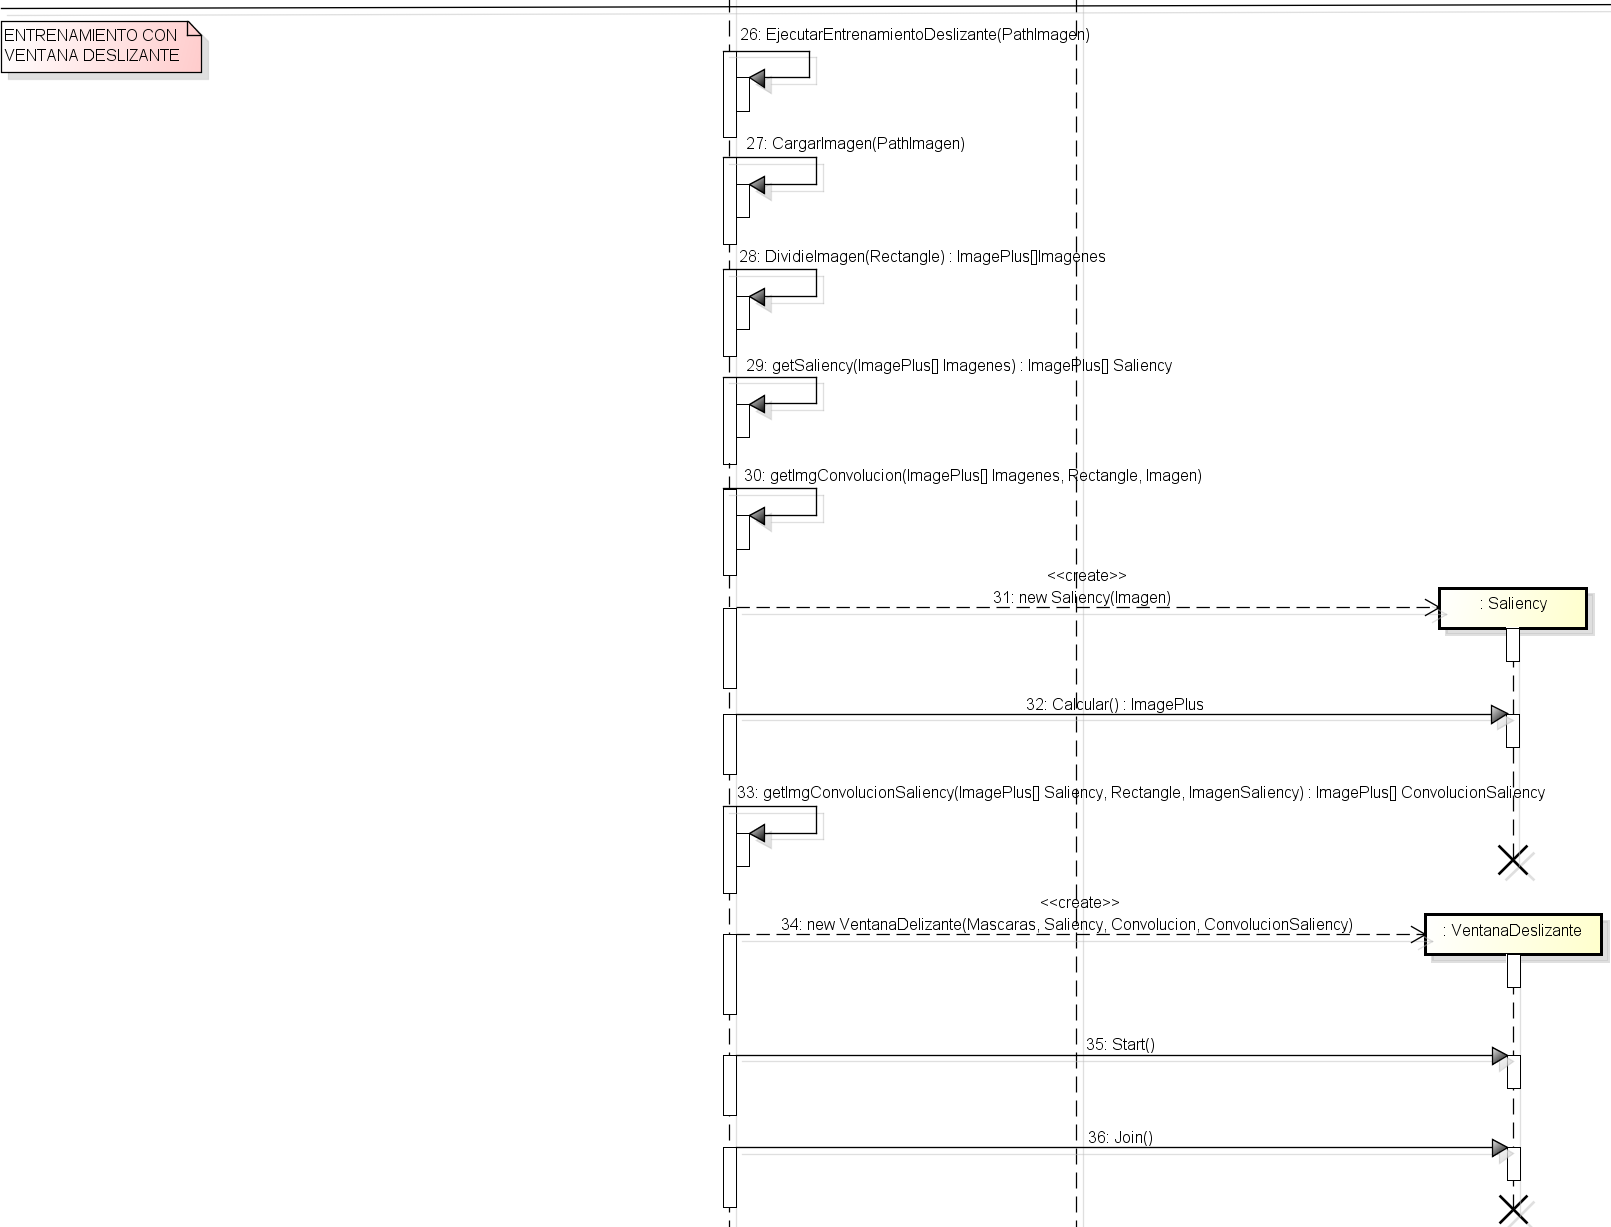 ENTRENAMIENTO CON
VENTANA DESLIZANTE
26: EjecutarEntrenamientoDeslizante(PathImagen)
27: CargarImagen(PathImagen)
28: DividieImagen(Rectangle) : ImagePlus[]Imagenes
29: getSaliency(ImagePlus[] Imagenes) : ImagePlus[] Saliency
30: getImgConvolucion(ImagePlus[] Imagenes, Rectangle, Imagen)
<<create>>
31: new Saliency(Imagen)
: Saliency
32: Calcular() : ImagePlus
33: getImgConvolucionSaliency(ImagePlus[] Saliency, Rectangle, ImagenSaliency) : ImagePlus[] ConvolucionSaliency
<<create>>
34: new VentanaDelizante(Mascaras, Saliency, Convolucion, ConvolucionSaliency)
: VentanaDeslizante
35: Start()
36: Join()